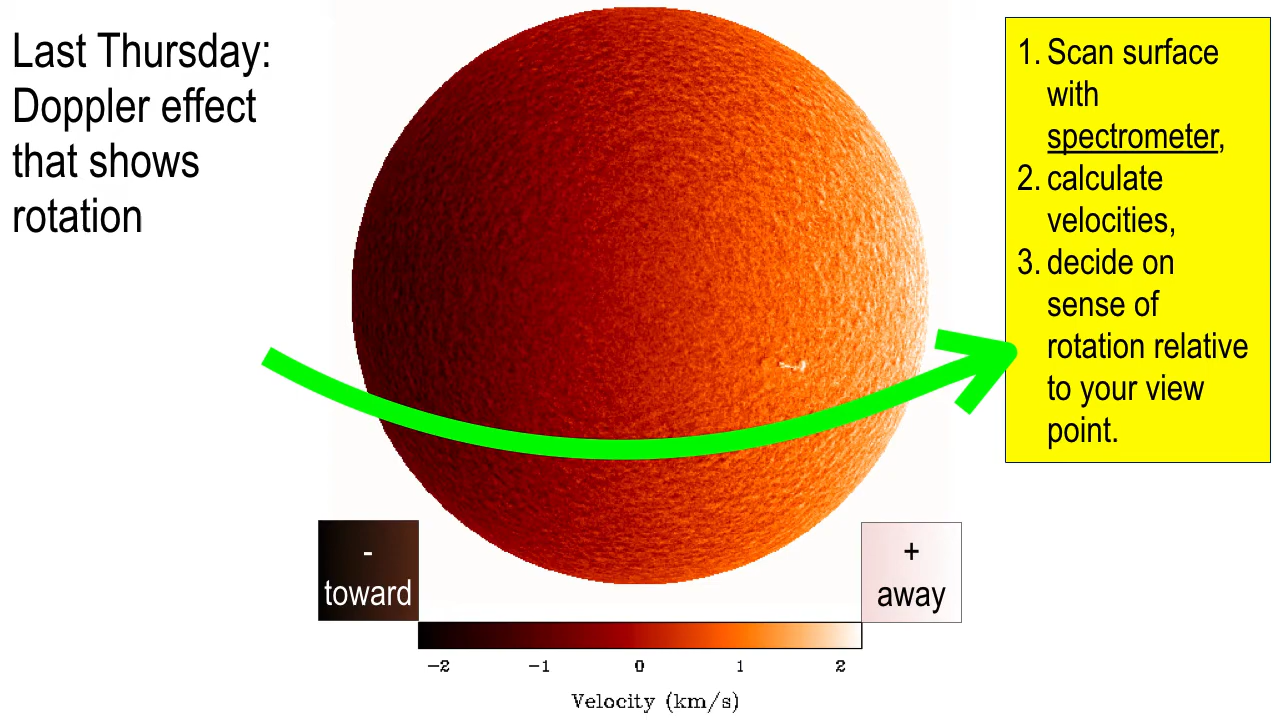 Last Thursday:
Doppler effect
that shows
rotation
1. Scan surface
with
spectrometer,
2. calculate
velocities,
3. decide on
sense of
rotation relative
to your view
point.
-
toward
+
away
−2 −1 0 1 2
Velocity (km/s)